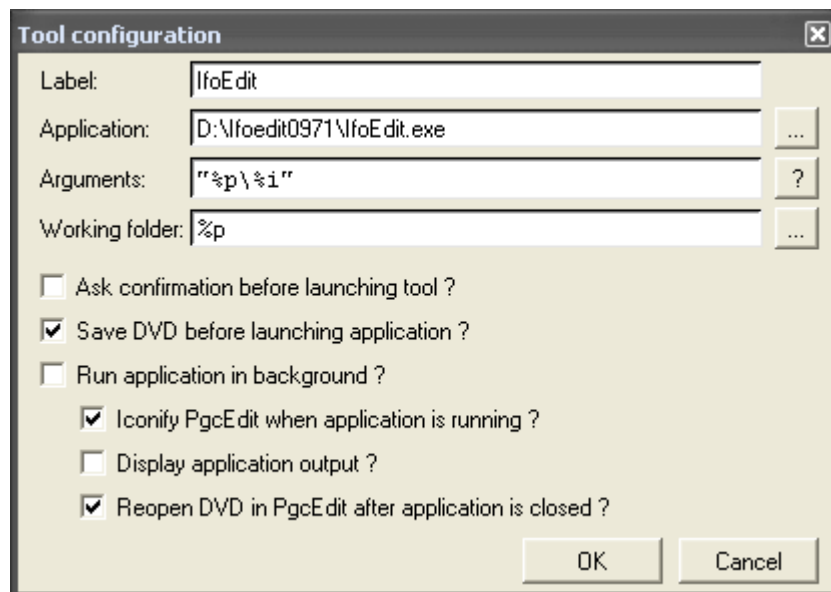 Tool configuration
Label: IfoEdit
Application: D:\Ifoedit0971\IfoEdit.exe ...
Arguments: "%p\%i" ?
Working folder: %p ...
Ask confirmation before launching tool ?
Save DVD before launching application ?
Run application in background ?
Iconify PgcEdit when application is running ?
Display application output ?
Reopen DVD in PgcEdit after application is closed ?
OK Cancel